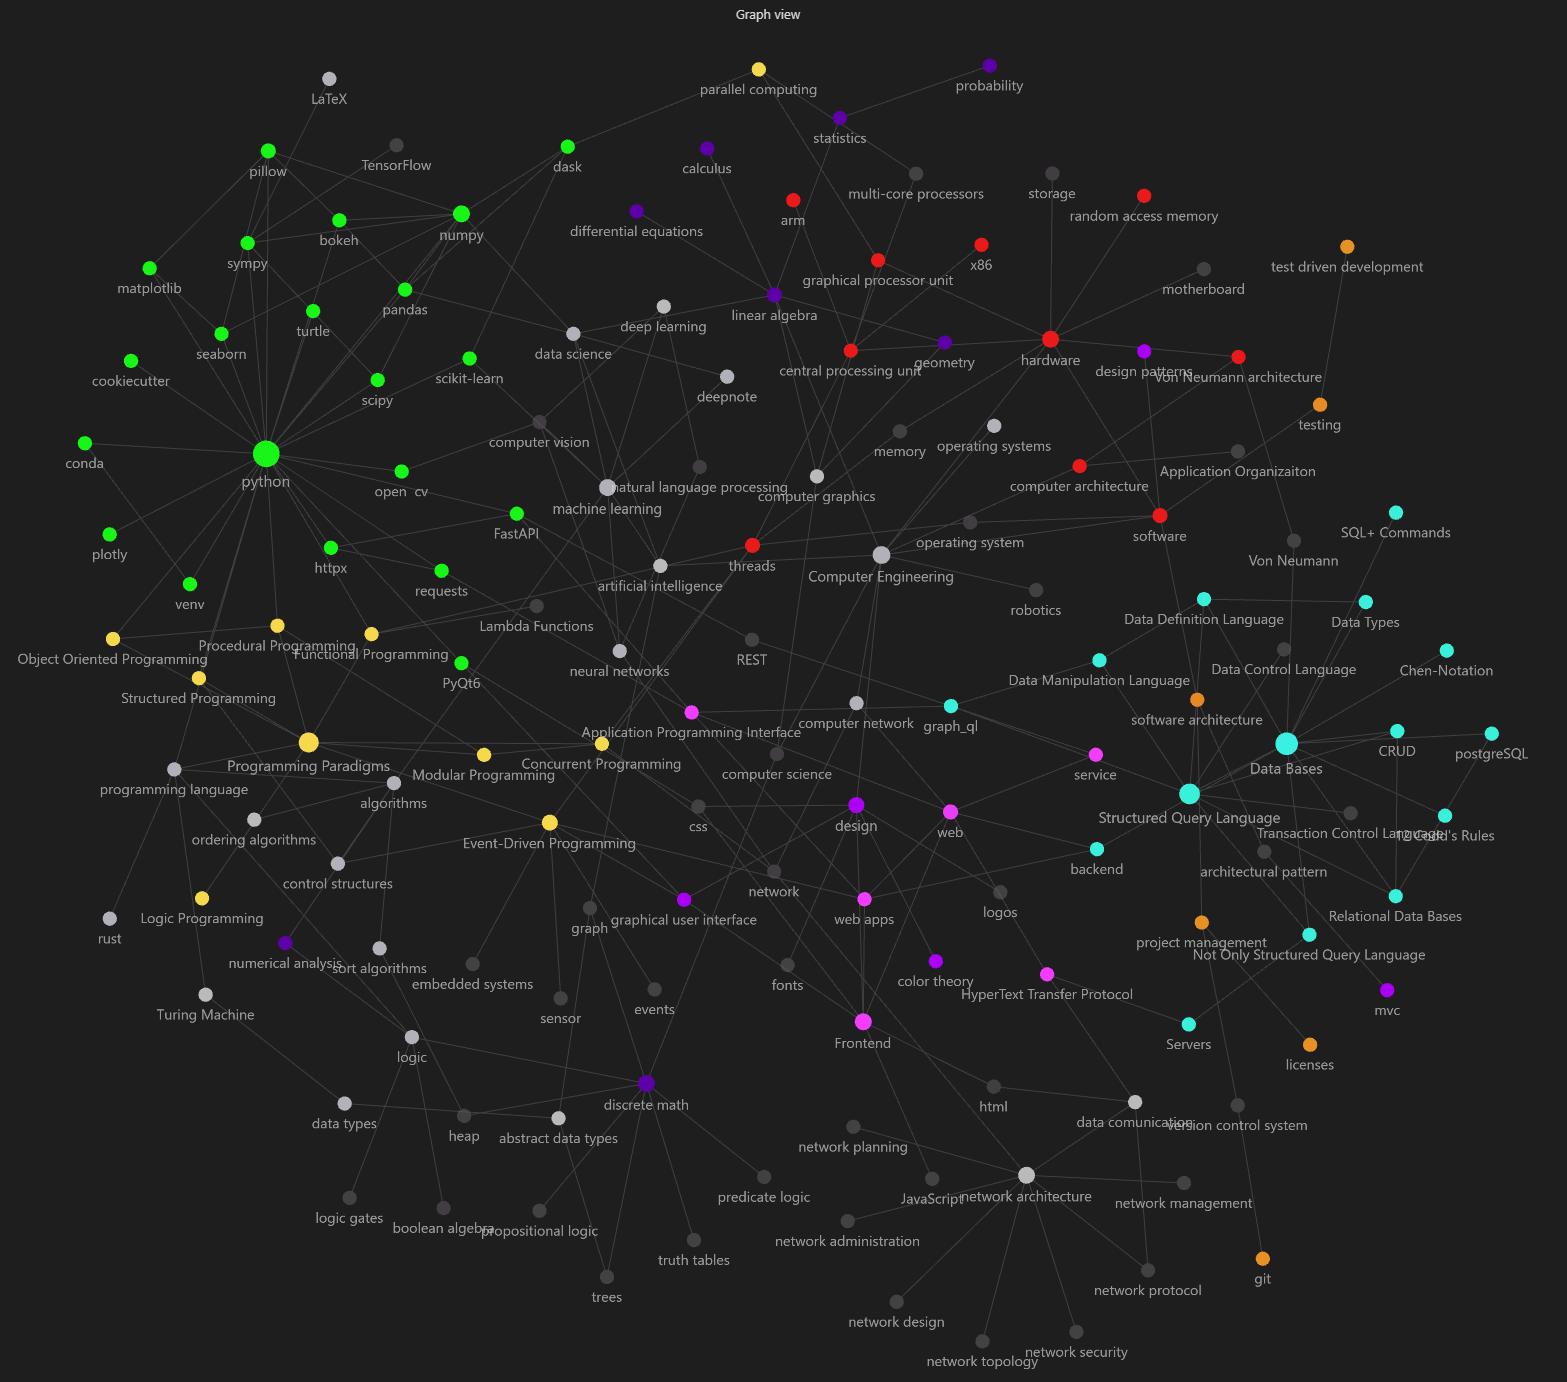 Graph view
LaTeX
parallel computing
probability
statistics
pillow
TensorFlow
dask
calculus
multi-core processors
storage
random access memory
arm
differential equations
bokeh
numpy
sympy
x86
test driven development
graphical processor unit
matplotlib
motherboard
pandas
linear algebra
turtle
deep learning
seaborn
data science
central processing unit
geometry
hardware
design patterns
Von Neumann architecture
cookiecutter
scikit-learn
scipy
deepnote
testing
computer vision
memory
operating systems
conda
Application Organizaiton
python
open cv
natural language processing
computer graphics
computer architecture
machine learning
FastAPI
SQL+ Commands
plotly
operating system
software
httpx
threads
Von Neumann
Computer Engineering
requests
artificial intelligence
venv
robotics
Lambda Functions
Data Definition Language
Data Types
Procedural Programming
Functional Programming
Object Oriented Programming
REST
neural networks
Data Control Language
Chen-Notation
PyQt6
Data Manipulation Language
Structured Programming
computer network
graph_ql
software architecture
Application Programming Interface
CRUD
postgreSQL
Programming Paradigms
Concurrent Programming
Modular Programming
computer science
service
Data Bases
programming language
algorithms
css
design
web
Structured Query Language
Transaction Control Language
12 Codd's Rules
ordering algorithms
Event-Driven Programming
backend
architectural pattern
control structures
network
Logic Programming
graph
graphical user interface
web apps
logos
Relational Data Bases
rust
project management
Not Only Structured Query Language
numerical analysis
sort algorithms
embedded systems
fonts
color theory
HyperText Transfer Protocol
mvc
Turing Machine
sensor
events
Frontend
Servers
logic
licenses
discrete math
html
data types
heap
abstract data types
data comunication
version control system
network planning
predicate logic
JavaScript
network architecture
network management
logic gates
boolean algebra
propositional logic
network administration
truth tables
git
network protocol
trees
network design
network topology
network security